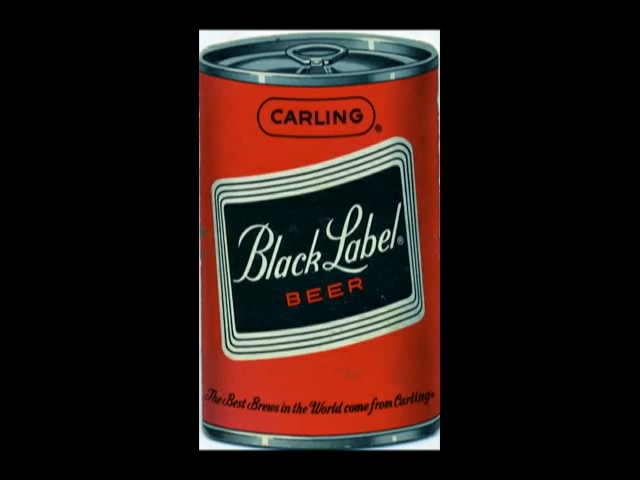 CARLING®
Black Label®
BEER
The Best Brews in the World come from Carling®